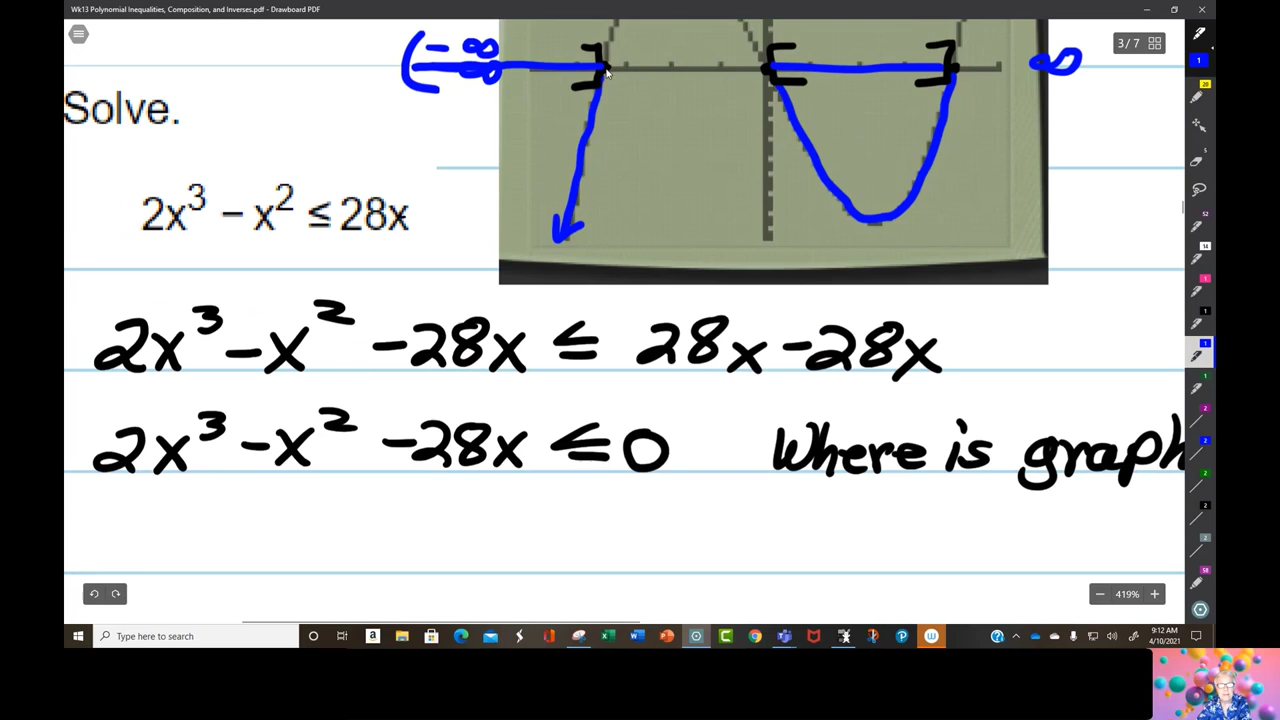 Wk13 Polynomial Inequalities, Composition, and Inverses.pdf - Drawboard PDF
3 / 7
(-∞
∞
Solve.
2x³ − x² ≤ 28x
2x³ − x² − 28x ≤ 28x − 28x
2x³ − x² − 28x ≤ 0 Where is graph
419%
Type here to search
9:12 AM
4/10/2021